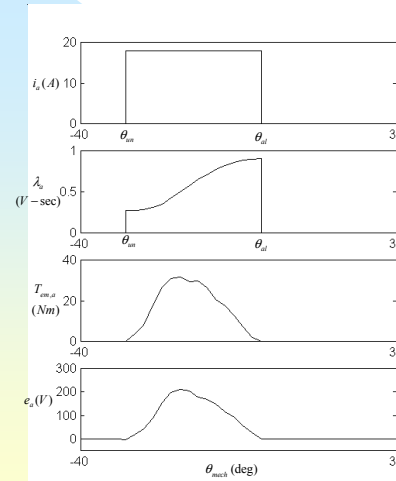 20
i_a (A) 10
0
-40 θ_un θ_al 3
1
λ_a
(V – sec) 0.5
0
-40 θ_un θ_al 3
40
T_em,a 20
(Nm)
0
-40 3
300
e_a (V) 200
100
0
-40 3
θ_mech (deg)